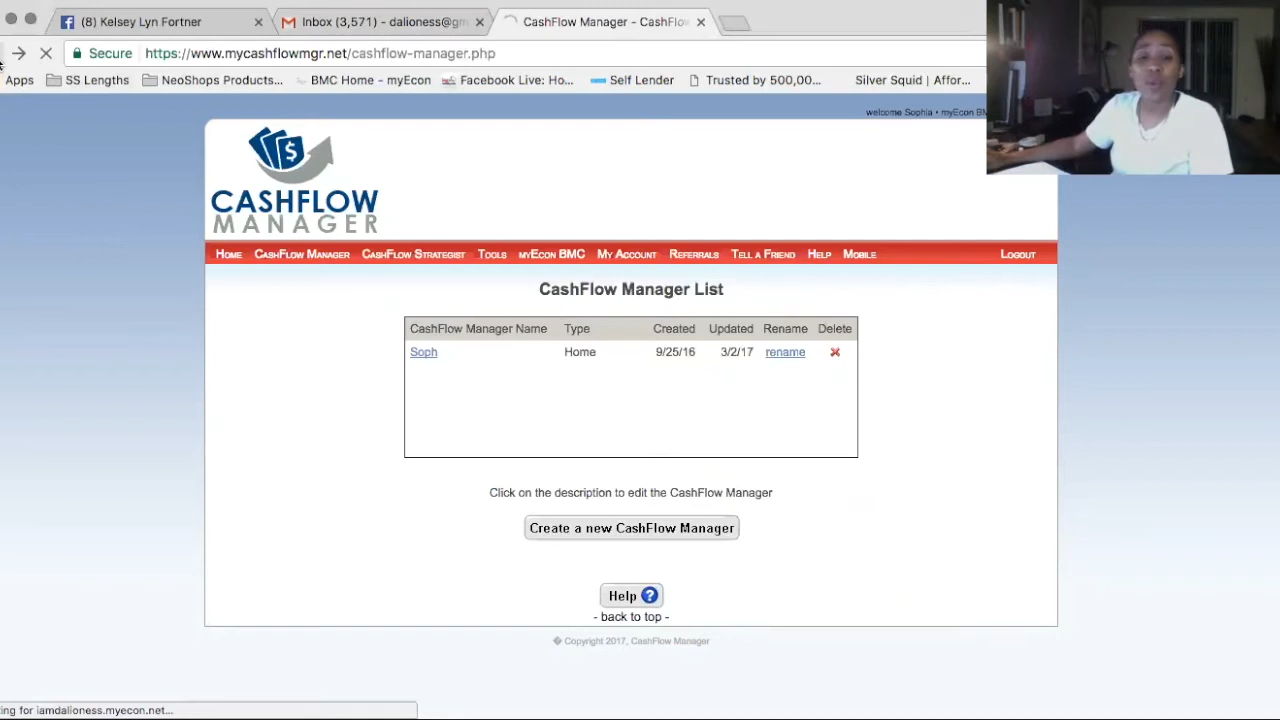 (8) Kelsey Lyn Fortner
Inbox (3,571) - dalioness@gm
CashFlow Manager - CashFlo
Secure https://www.mycashflowmgr.net/cashflow-manager.php
Apps SS Lengths NeoShops Products... BMC Home - myEcon Facebook Live: Ho... Self Lender Trusted by 500,00... Silver Squid | Affor...
welcome Sophia • myEcon BM
CASHFLOW
MANAGER
Home CashFlow Manager CashFlow Strategist Tools myEcon BMC My Account Referrals Tell a Friend Help Mobile Logout
CashFlow Manager List
CashFlow Manager Name Type Created Updated Rename Delete
Soph Home 9/25/16 3/2/17 rename
Click on the description to edit the CashFlow Manager
Create a new CashFlow Manager
Help ?
- back to top -
� Copyright 2017, CashFlow Manager
ting for iamdalioness.myecon.net...